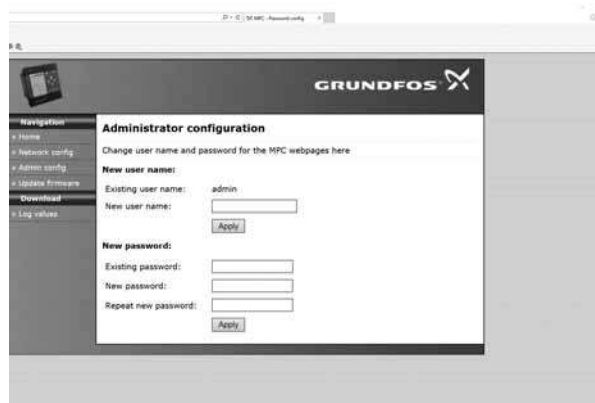 GRUNDFOS
Navigation
» Home
» Network config
» Admin config
» Update firmware
Download
» Log values
Administrator configuration
Change user name and password for the MPC webpages here
New user name:
Existing user name: admin
New user name:
Apply
New password:
Existing password:
New password:
Repeat new password:
Apply